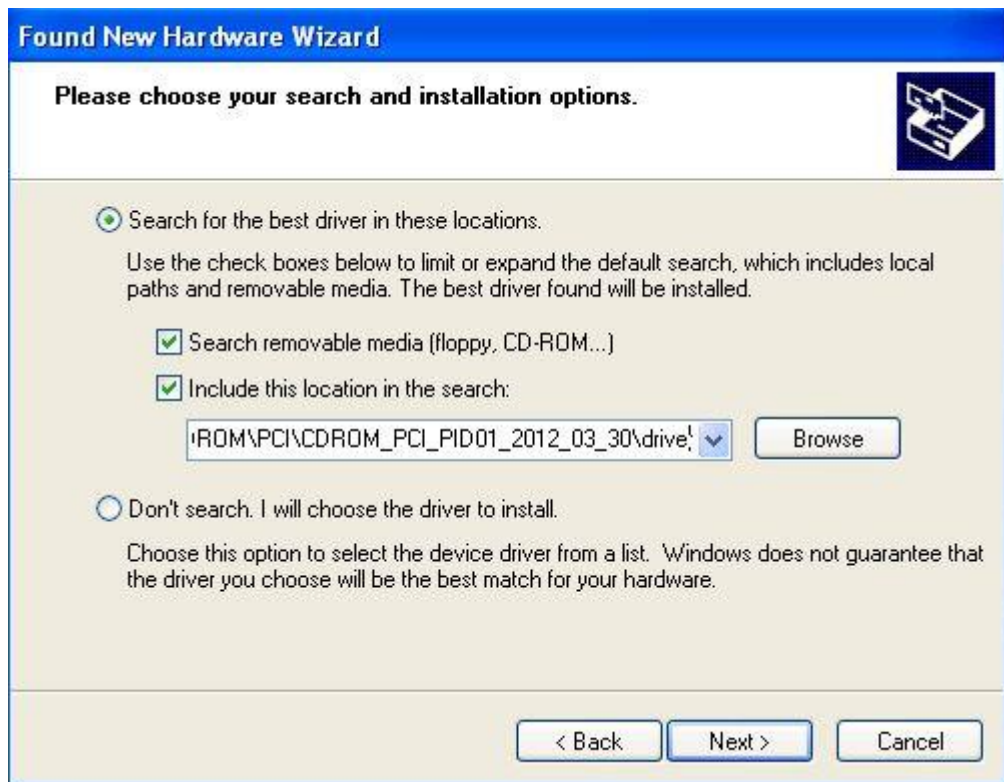 Found New Hardware Wizard
Please choose your search and installation options.
Search for the best driver in these locations.
Use the check boxes below to limit or expand the default search, which includes local
paths and removable media. The best driver found will be installed.
Search removable media (floppy, CD-ROM...)
Include this location in the search:
ROM\PCI\CDROM_PCI_PID01_2012_03_30\drive
Browse
Don't search. I will choose the driver to install.
Choose this option to select the device driver from a list. Windows does not guarantee that
the driver you choose will be the best match for your hardware.
< Back
Next >
Cancel